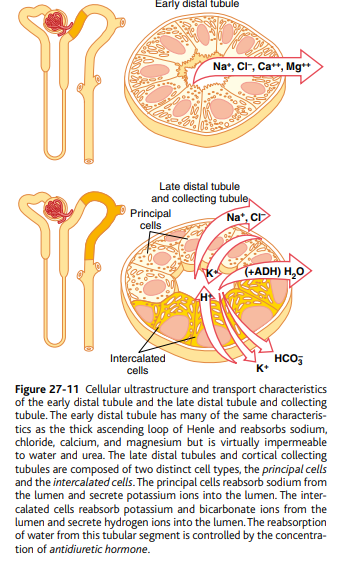 Early distal tubule
Na⁺, Cl⁻, Ca⁺⁺, Mg⁺⁺
Late distal tubule
and collecting tubule
Principal
cells
Na⁺, Cl⁻
K⁺
(+ADH) H₂O
H⁺
Intercalated
cells
HCO₃⁻
K⁺
Figure 27-11 Cellular ultrastructure and transport characteristics
of the early distal tubule and the late distal tubule and collecting
tubule. The early distal tubule has many of the same characteris-
tics as the thick ascending loop of Henle and reabsorbs sodium,
chloride, calcium, and magnesium but is virtually impermeable
to water and urea. The late distal tubules and cortical collecting
tubules are composed of two distinct cell types, the principal cells
and the intercalated cells. The principal cells reabsorb sodium from
the lumen and secrete potassium ions into the lumen. The inter-
calated cells reabsorb potassium and bicarbonate ions from the
lumen and secrete hydrogen ions into the lumen. The reabsorption
of water from this tubular segment is controlled by the concentra-
tion of antidiuretic hormone.